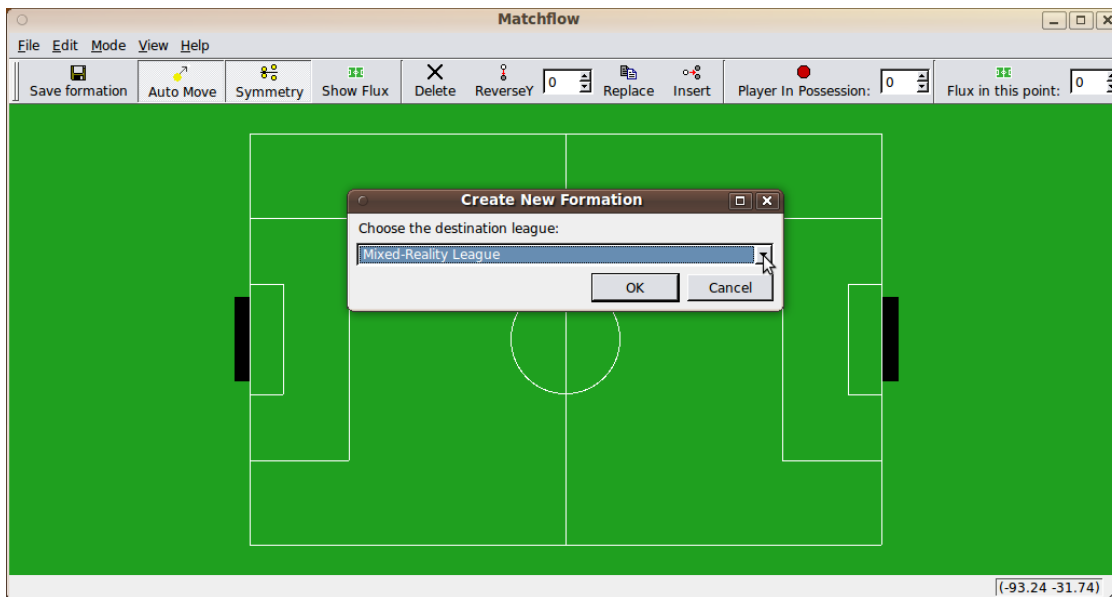 Matchflow
File Edit Mode View Help
Save formation Auto Move Symmetry Show Flux Delete ReverseY 0 Replace Insert Player In Possession: 0 Flux in this point: 0
Create New Formation
Choose the destination league:
Mixed-Reality League
OK Cancel
(-93.24 -31.74)